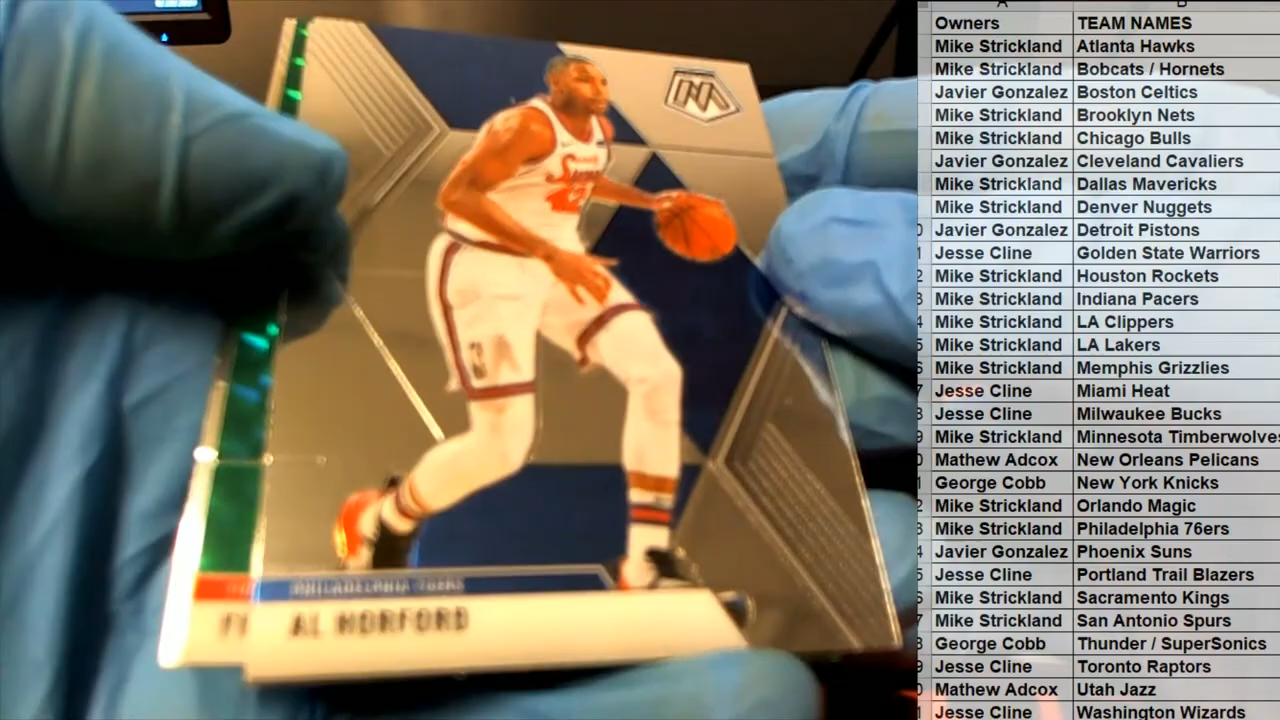 PHILADELPHIA 76ERS
AL HORFORD
Owners TEAM NAMES
Mike Strickland Atlanta Hawks
Mike Strickland Bobcats / Hornets
Javier Gonzalez Boston Celtics
Mike Strickland Brooklyn Nets
Mike Strickland Chicago Bulls
Javier Gonzalez Cleveland Cavaliers
Mike Strickland Dallas Mavericks
Mike Strickland Denver Nuggets
Javier Gonzalez Detroit Pistons
Jesse Cline Golden State Warriors
Mike Strickland Houston Rockets
Mike Strickland Indiana Pacers
Mike Strickland LA Clippers
Mike Strickland LA Lakers
Mike Strickland Memphis Grizzlies
Jesse Cline Miami Heat
Jesse Cline Milwaukee Bucks
Mike Strickland Minnesota Timberwolves
Mathew Adcox New Orleans Pelicans
George Cobb New York Knicks
Mike Strickland Orlando Magic
Mike Strickland Philadelphia 76ers
Javier Gonzalez Phoenix Suns
Jesse Cline Portland Trail Blazers
Mike Strickland Sacramento Kings
Mike Strickland San Antonio Spurs
George Cobb Thunder / SuperSonics
Jesse Cline Toronto Raptors
Mathew Adcox Utah Jazz
Jesse Cline Washington Wizards